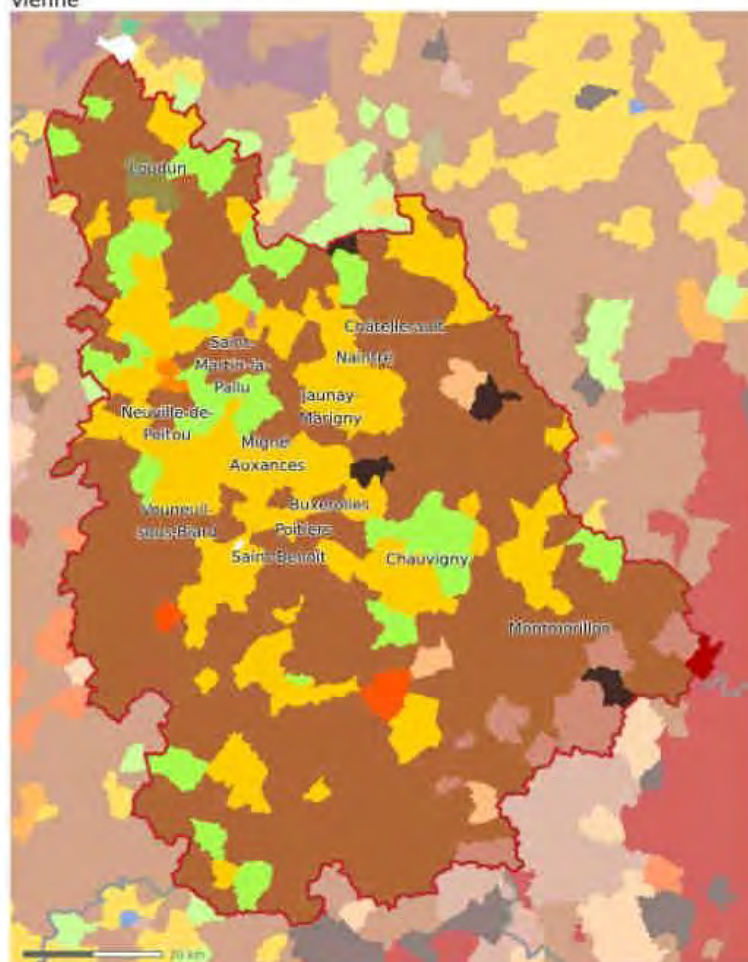 Vienne
Loudun
Châtellerault
Saint-
Martin-la-
Pallu
Naintré
Jaunay-
Marigny
Neuville-de-
Poitou
Migné-
Auxances
Vouneuil-
sous-Biard
Buxerolles
Poitiers
Saint-Benoît
Chauvigny
Montmorillon
20 km